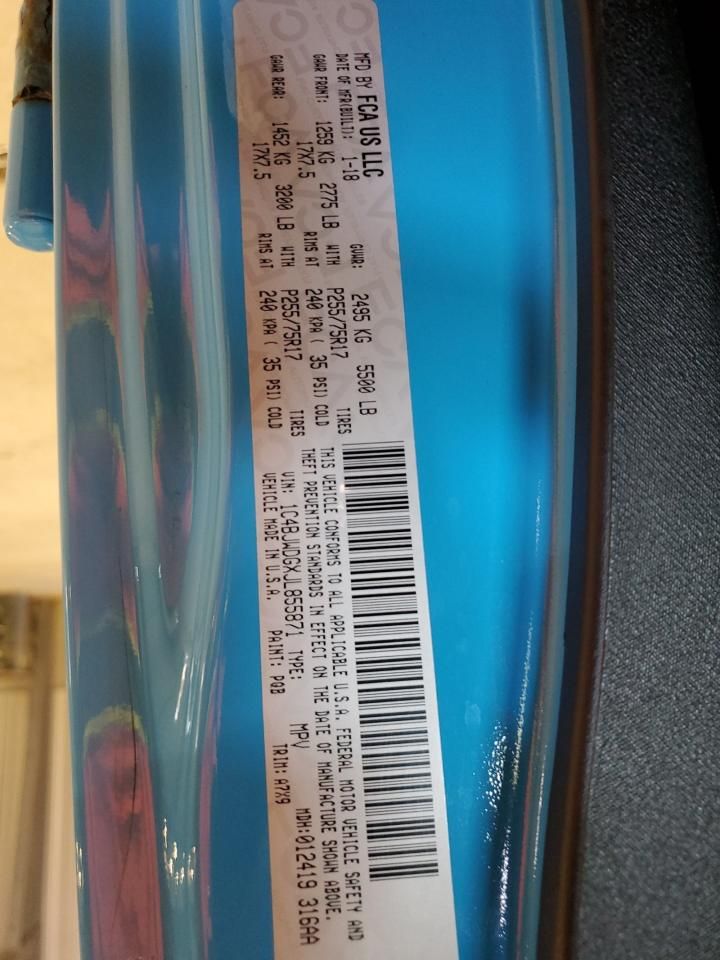 MFD BY FCA US LLC
DATE OF MFR(BUILT): 1-18 GVWR: 2495 KG 5500 LB
GAWR FRONT: 1259 KG 2775 LB WITH P255/75R17 TIRES
17X7.5 RIMS AT 240 KPA ( 35 PSI) COLD
GAWR REAR: 1452 KG 3200 LB WITH P255/75R17 TIRES
17X7.5 RIMS AT 240 KPA ( 35 PSI) COLD
THIS VEHICLE CONFORMS TO ALL APPLICABLE U.S.A. FEDERAL MOTOR VEHICLE SAFETY AND
THEFT PREVENTION STANDARDS IN EFFECT ON THE DATE OF MANUFACTURE SHOWN ABOVE.
VIN: 1C4BJWDGXJL855871 TYPE: MPV MDH:012419 316AA
VEHICLE MADE IN U.S.A. PAINT: PQB TRIM: A7X9